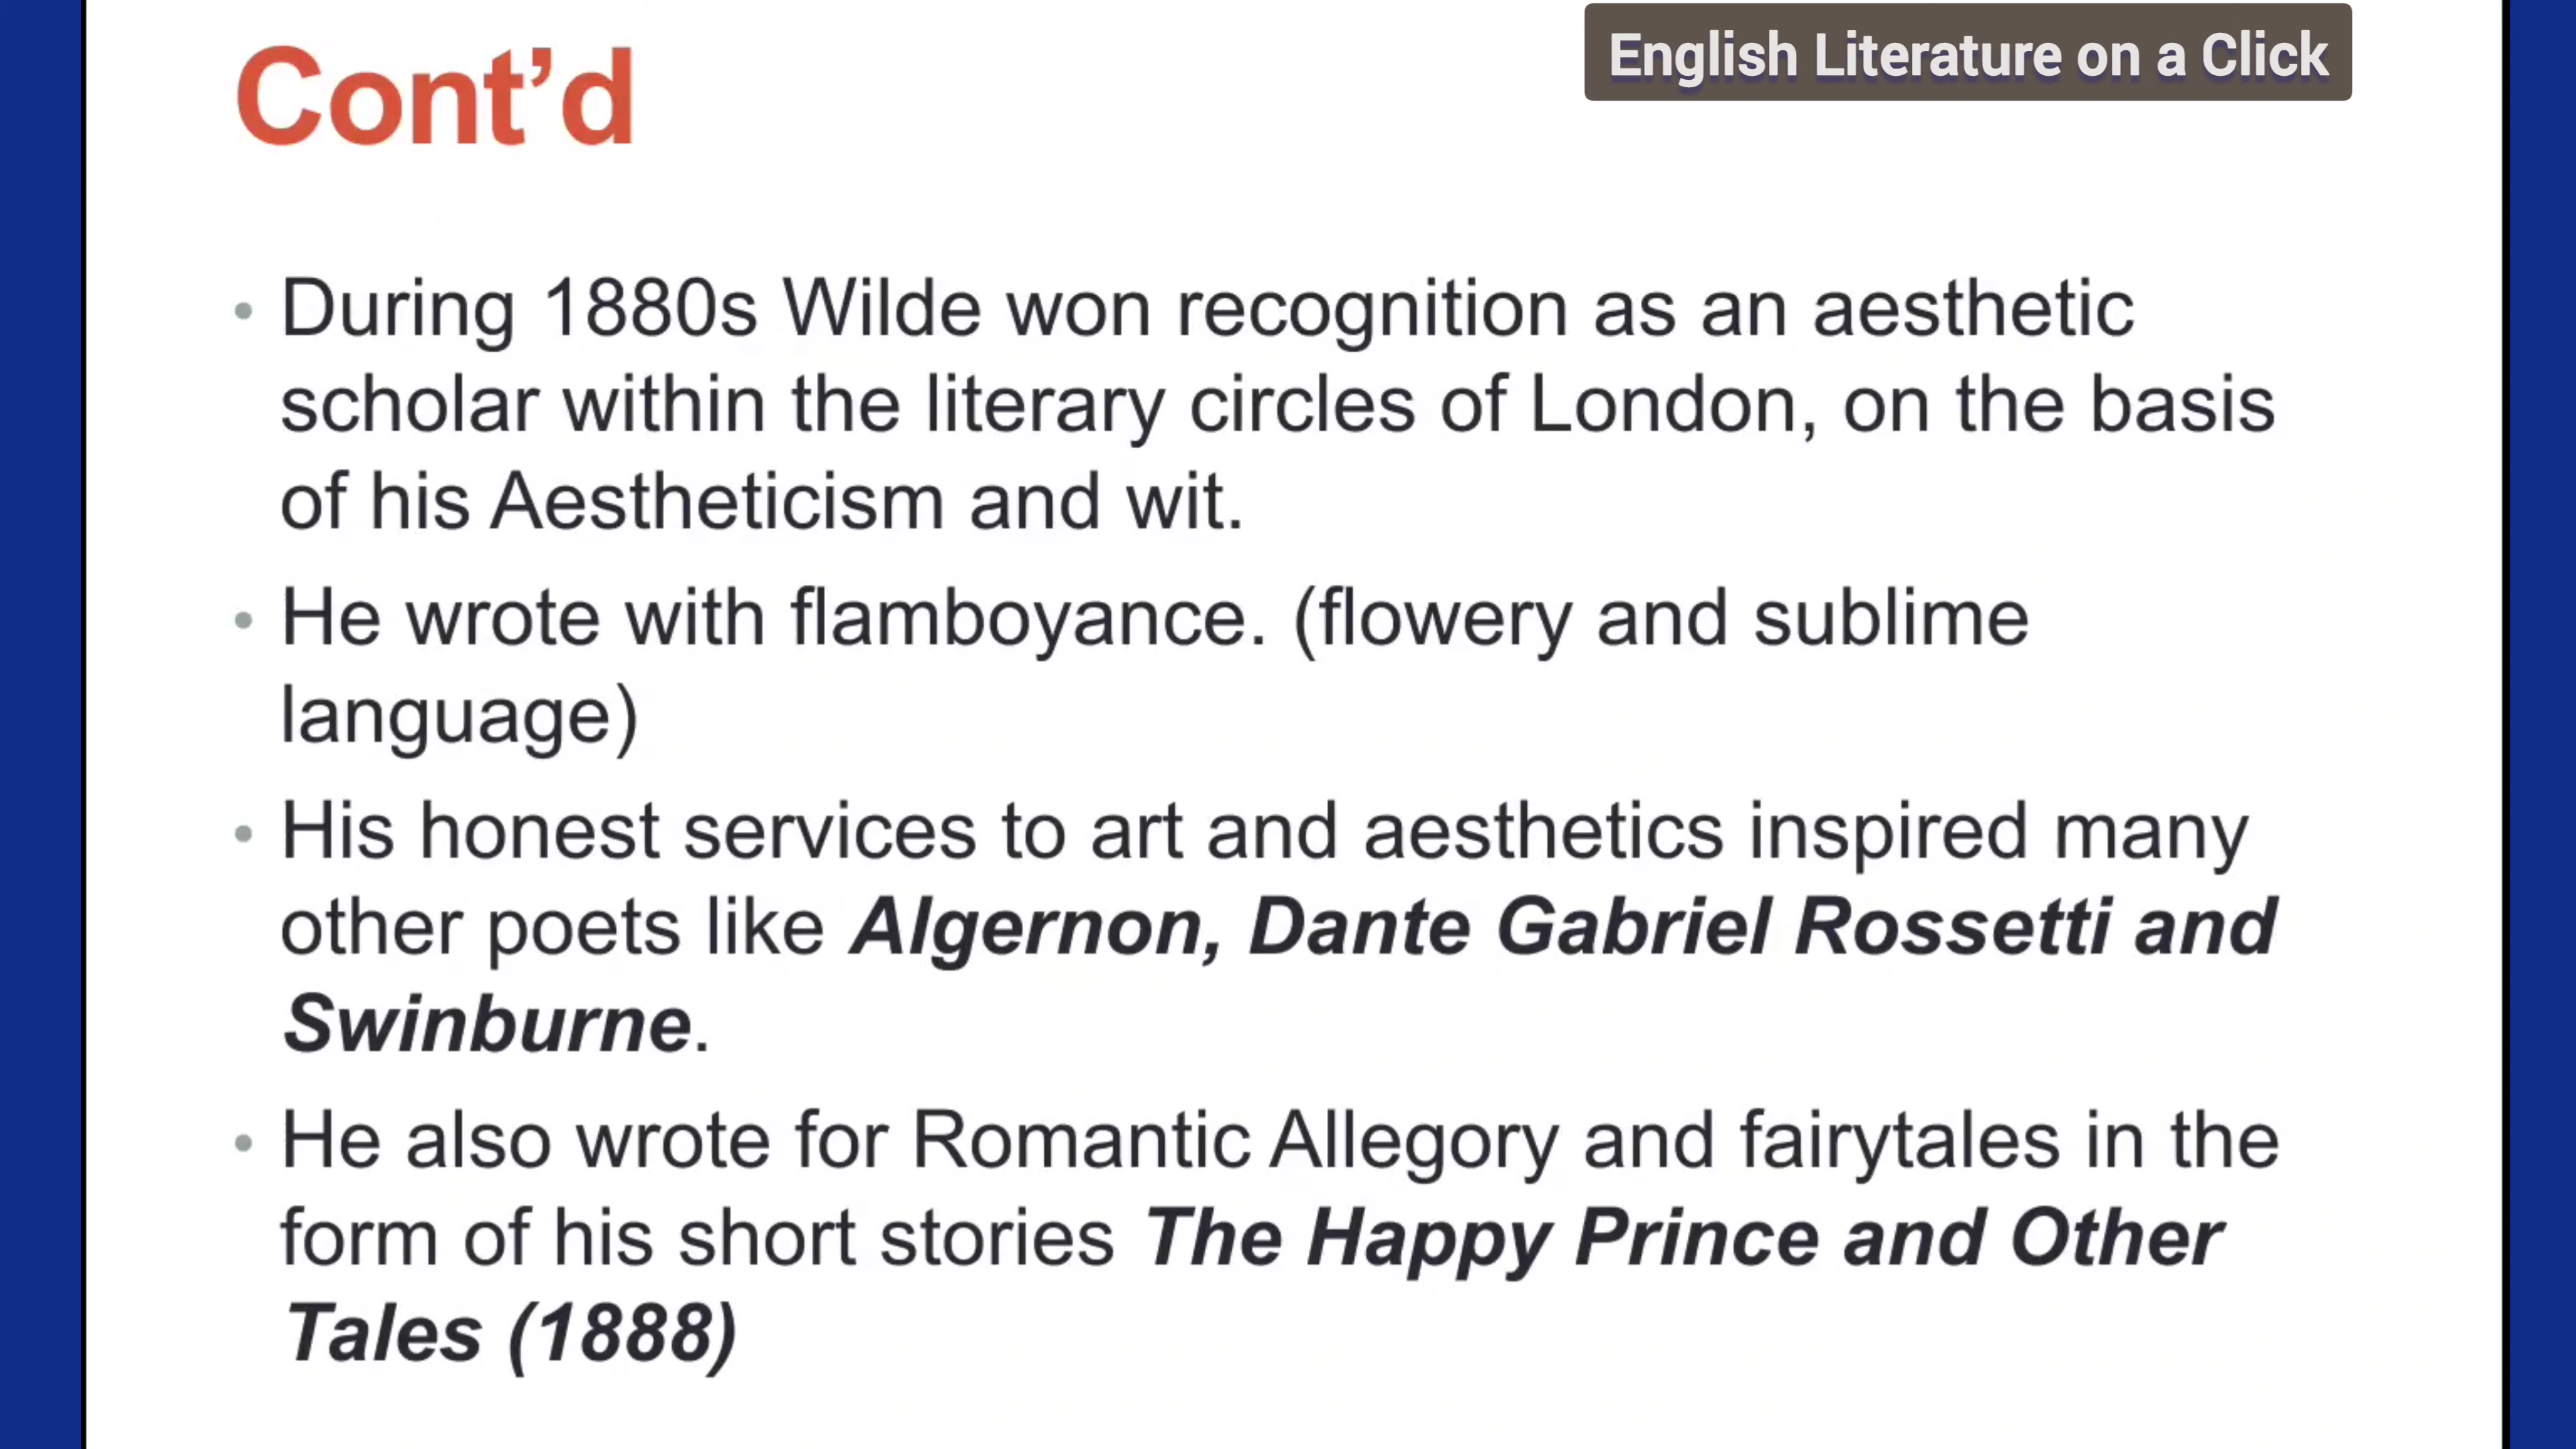 Cont’d
English Literature on a Click
• During 1880s Wilde won recognition as an aesthetic
scholar within the literary circles of London, on the basis
of his Aestheticism and wit.
• He wrote with flamboyance. (flowery and sublime
language)
• His honest services to art and aesthetics inspired many
other poets like Algernon, Dante Gabriel Rossetti and
Swinburne.
• He also wrote for Romantic Allegory and fairytales in the
form of his short stories The Happy Prince and Other
Tales (1888)